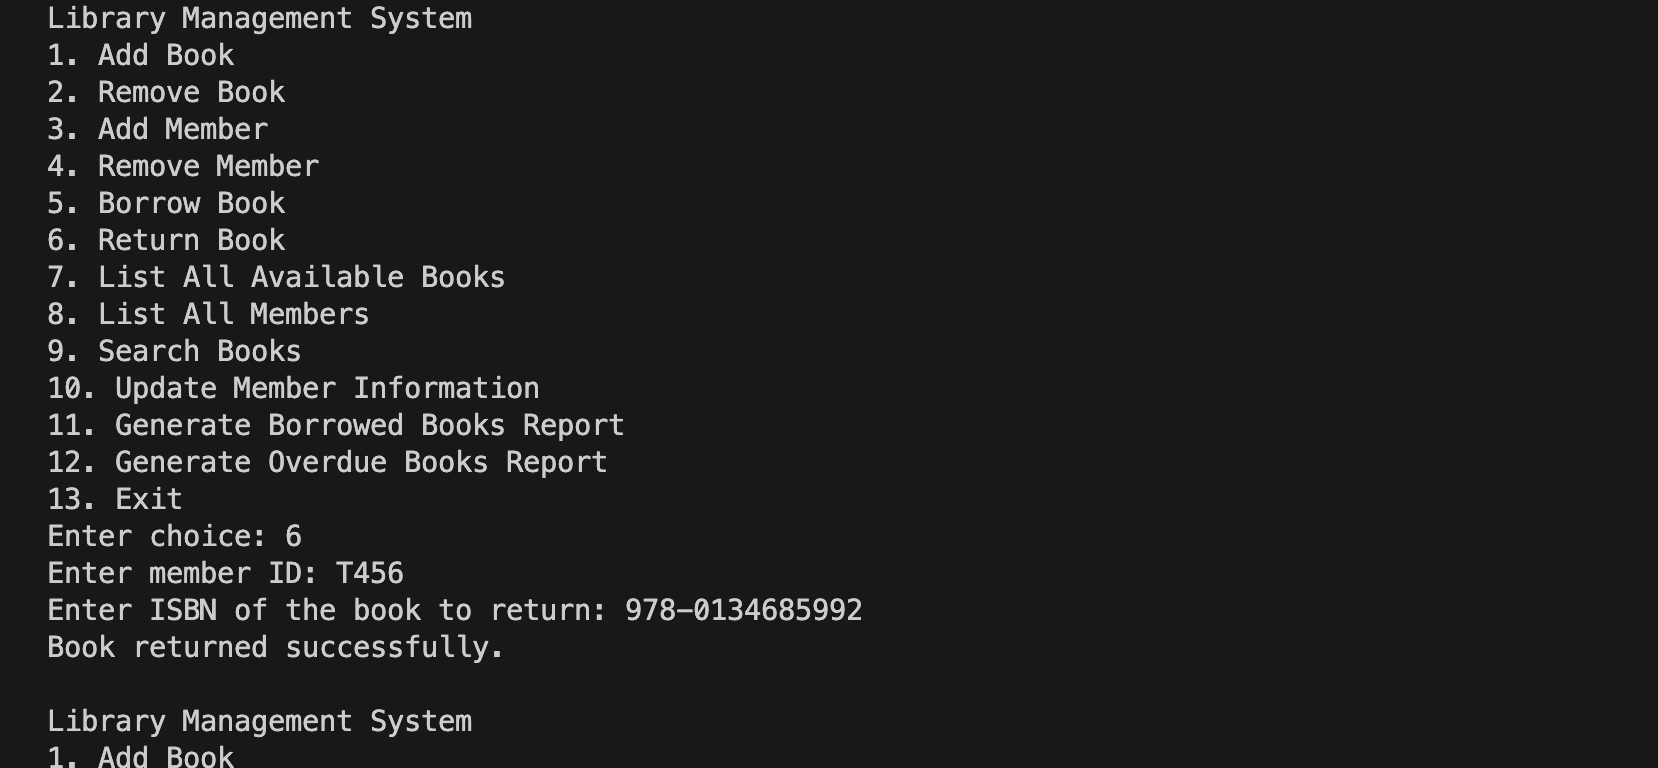 Library Management System
1. Add Book
2. Remove Book
3. Add Member
4. Remove Member
5. Borrow Book
6. Return Book
7. List All Available Books
8. List All Members
9. Search Books
10. Update Member Information
11. Generate Borrowed Books Report
12. Generate Overdue Books Report
13. Exit
Enter choice: 6
Enter member ID: T456
Enter ISBN of the book to return: 978-0134685992
Book returned successfully.
Library Management System
1. Add Book